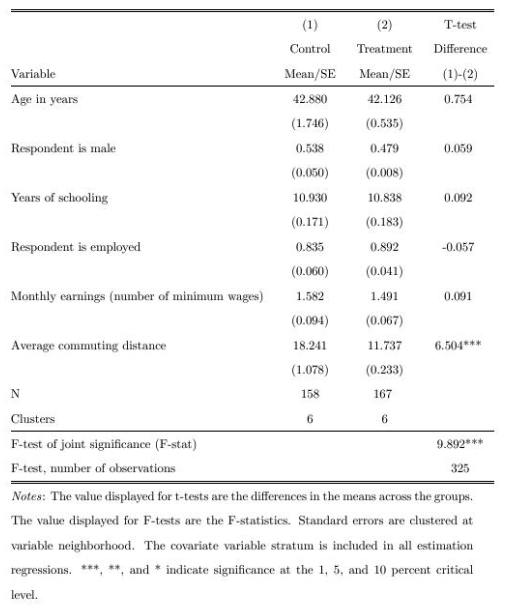 (1) (2) T-test
Control Treatment Difference
Variable Mean/SE Mean/SE (1)-(2)
Age in years 42.880 42.126 0.754
(1.746) (0.535)
Respondent is male 0.538 0.479 0.059
(0.050) (0.008)
Years of schooling 10.930 10.838 0.092
(0.171) (0.183)
Respondent is employed 0.835 0.892 -0.057
(0.060) (0.041)
Monthly earnings (number of minimum wages) 1.582 1.491 0.091
(0.094) (0.067)
Average commuting distance 18.241 11.737 6.504***
(1.078) (0.233)
N 158 167
Clusters 6 6
F-test of joint significance (F-stat) 9.892***
F-test, number of observations 325
Notes: The value displayed for t-tests are the differences in the means across the groups.
The value displayed for F-tests are the F-statistics. Standard errors are clustered at
variable neighborhood. The covariate variable stratum is included in all estimation
regressions. ***, **, and * indicate significance at the 1, 5, and 10 percent critical
level.